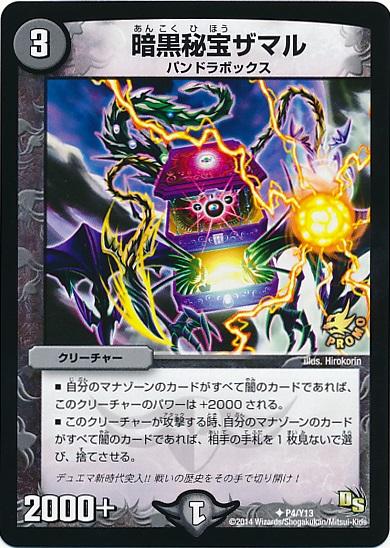 3
あんこくひほう
暗黒秘宝ザマル
パンドラボックス
PROMO
illus. Hirokorin
クリーチャー
■ 自分のマナゾーンのカードがすべて闇のカードであれば、
このクリーチャーのパワーは+2000される。
■ このクリーチャーが攻撃する時、自分のマナゾーンのカー
ドがすべて闇のカードであれば、相手の手札を1枚見ないで選
び、捨てさせる。
デュエマ新時代突入!! 戦いの歴史をその手で切り開け!
2000+
1
P4/Y13
DS
©2014 Wizards/Shogakukan/Mitsui-Kids